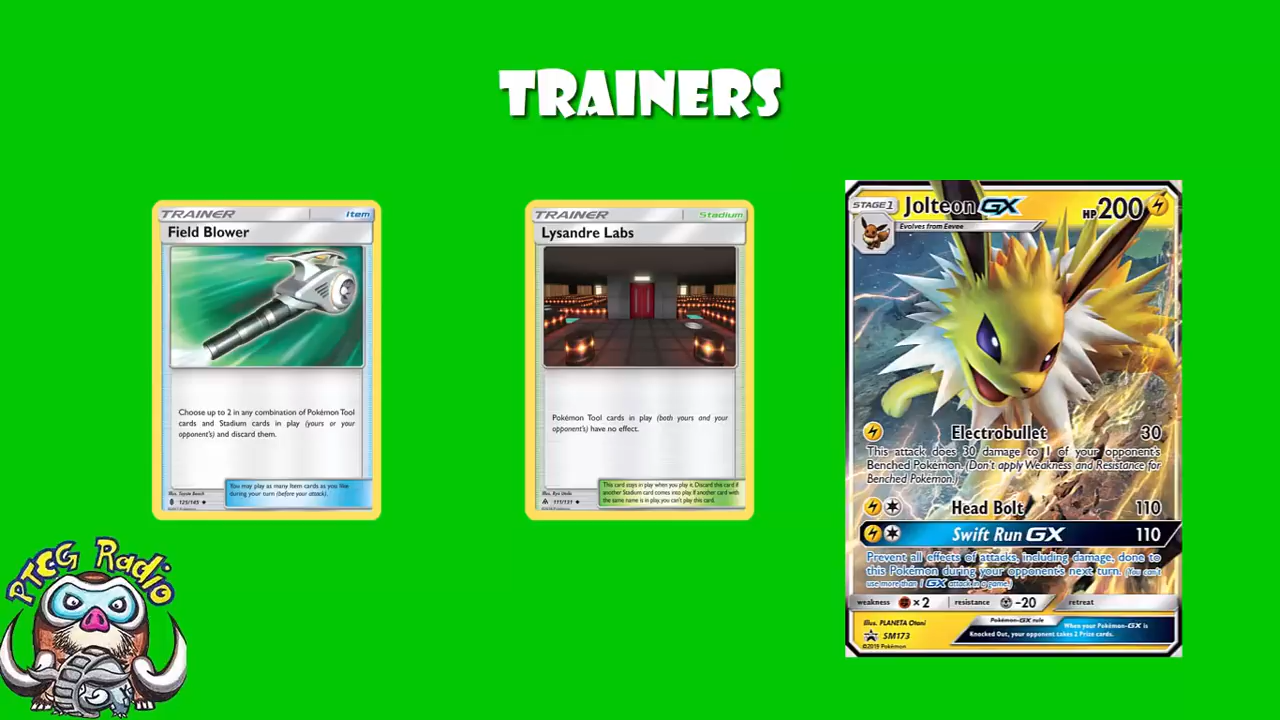 TRAINERS
TRAINER Item
Field Blower
Choose up to 2 in any combination of Pokémon Tool
cards and Stadium cards in play (yours or your
opponent's) and discard them.
You may play as many Item cards as you like
during your turn (before your attack).
125/145
TRAINER Stadium
Lysandre Labs
Pokémon Tool cards in play (both yours and your
opponent's) have no effect.
This card stays in play when you play it. Discard this card if
another Stadium card comes into play. If another card with
the same name is in play, you can't play this card.
111/131
STAGE 1 Jolteon GX HP 200
Evolves from Eevee
Electrobullet 30
This attack does 30 damage to 1 of your opponent's
Benched Pokémon. (Don't apply Weakness and Resistance for
Benched Pokémon.)
Head Bolt 110
Swift Run GX 110
Prevent all effects of attacks, including damage, done to
this Pokémon during your opponent's next turn. (You can't
use more than 1 GX attack in a game.)
weakness ×2 resistance -20 retreat
Illus. PLANETA Otani
Pokémon-GX rule
When your Pokémon-GX is
Knocked Out, your opponent takes 2 Prize cards.
SM173
©2019 Pokémon
PTCG Radio